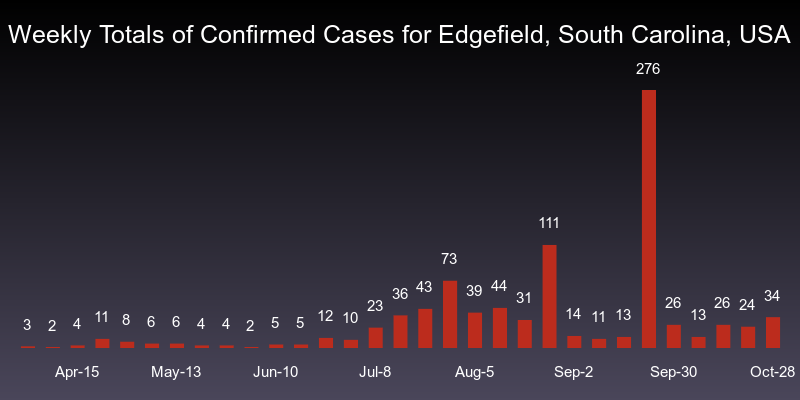 Weekly Totals of Confirmed Cases for Edgefield, South Carolina, USA
276
111
73
39 44
43
36
31
34
23
26 26 24
12 10
14 11 13
13
3 2 4 11 8 6 6 4 4 2 5 5
Apr-15 May-13 Jun-10 Jul-8 Aug-5 Sep-2 Sep-30 Oct-28